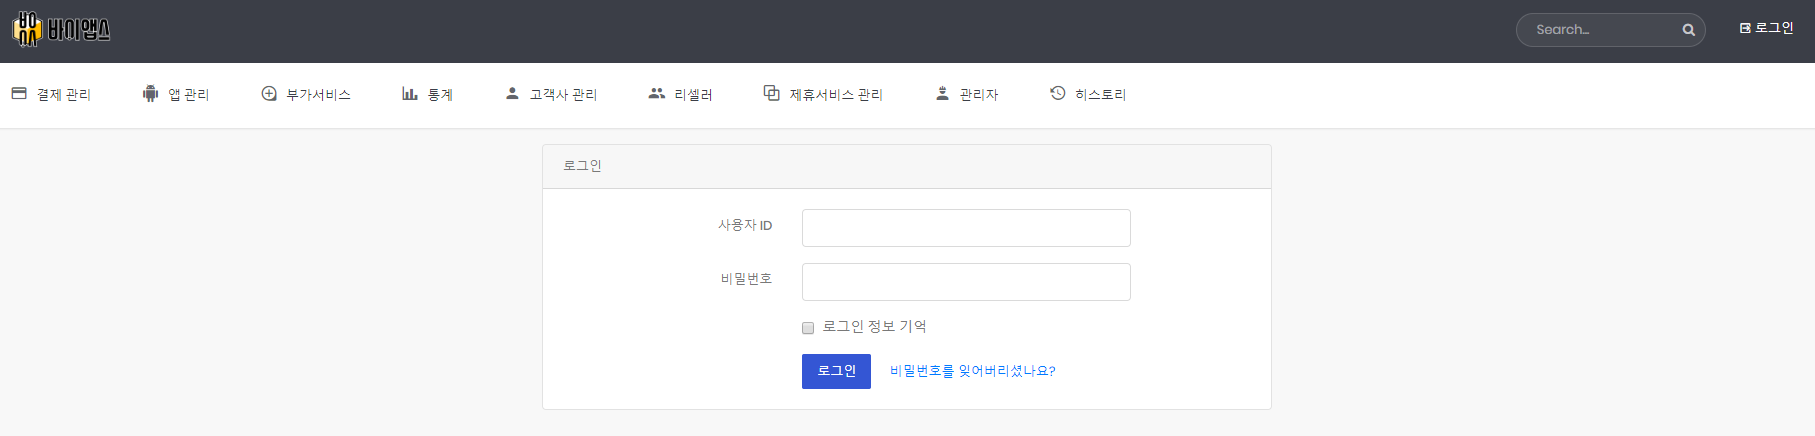 바이앱스
Search...
로그인
결제 관리
앱 관리
부가서비스
통계
고객사 관리
리셀러
제휴서비스 관리
관리자
히스토리
로그인
사용자 ID
비밀번호
로그인 정보 기억
로그인
비밀번호를 잊어버리셨나요?